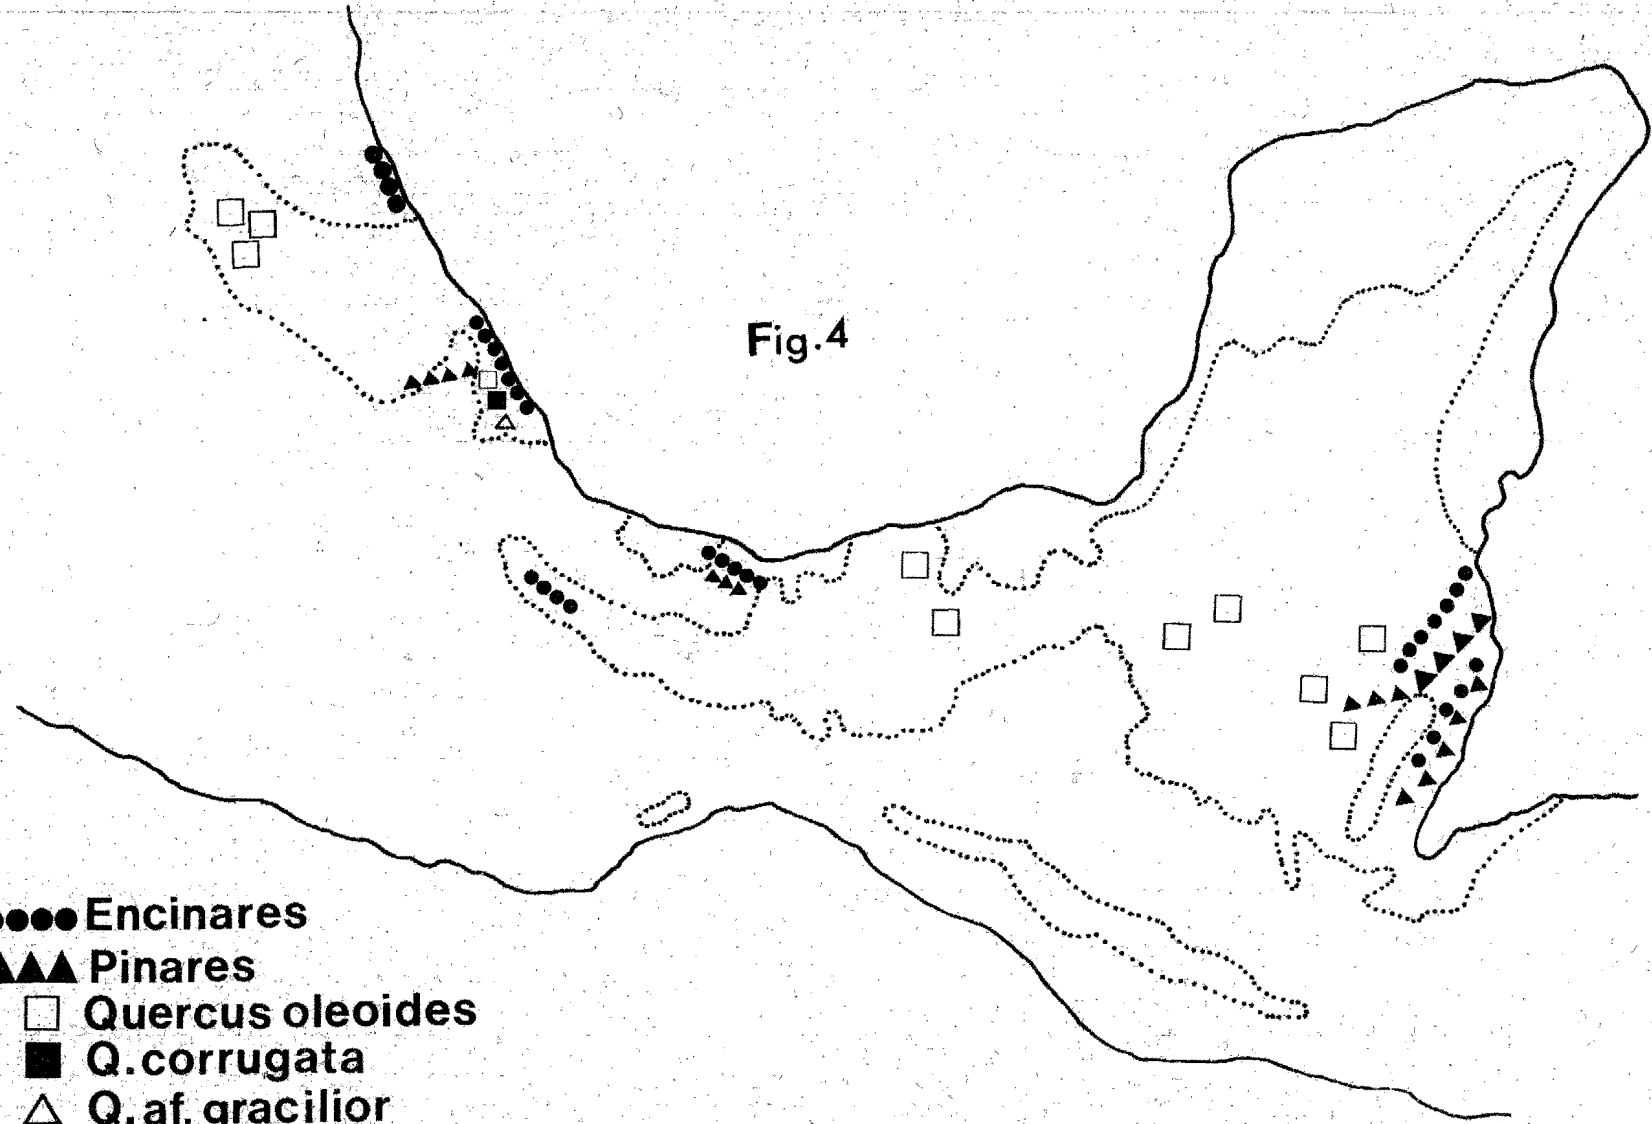 Fig.4
Encinares
Pinares
Quercus oleoides
Q.corrugata
Q.af.gracilior